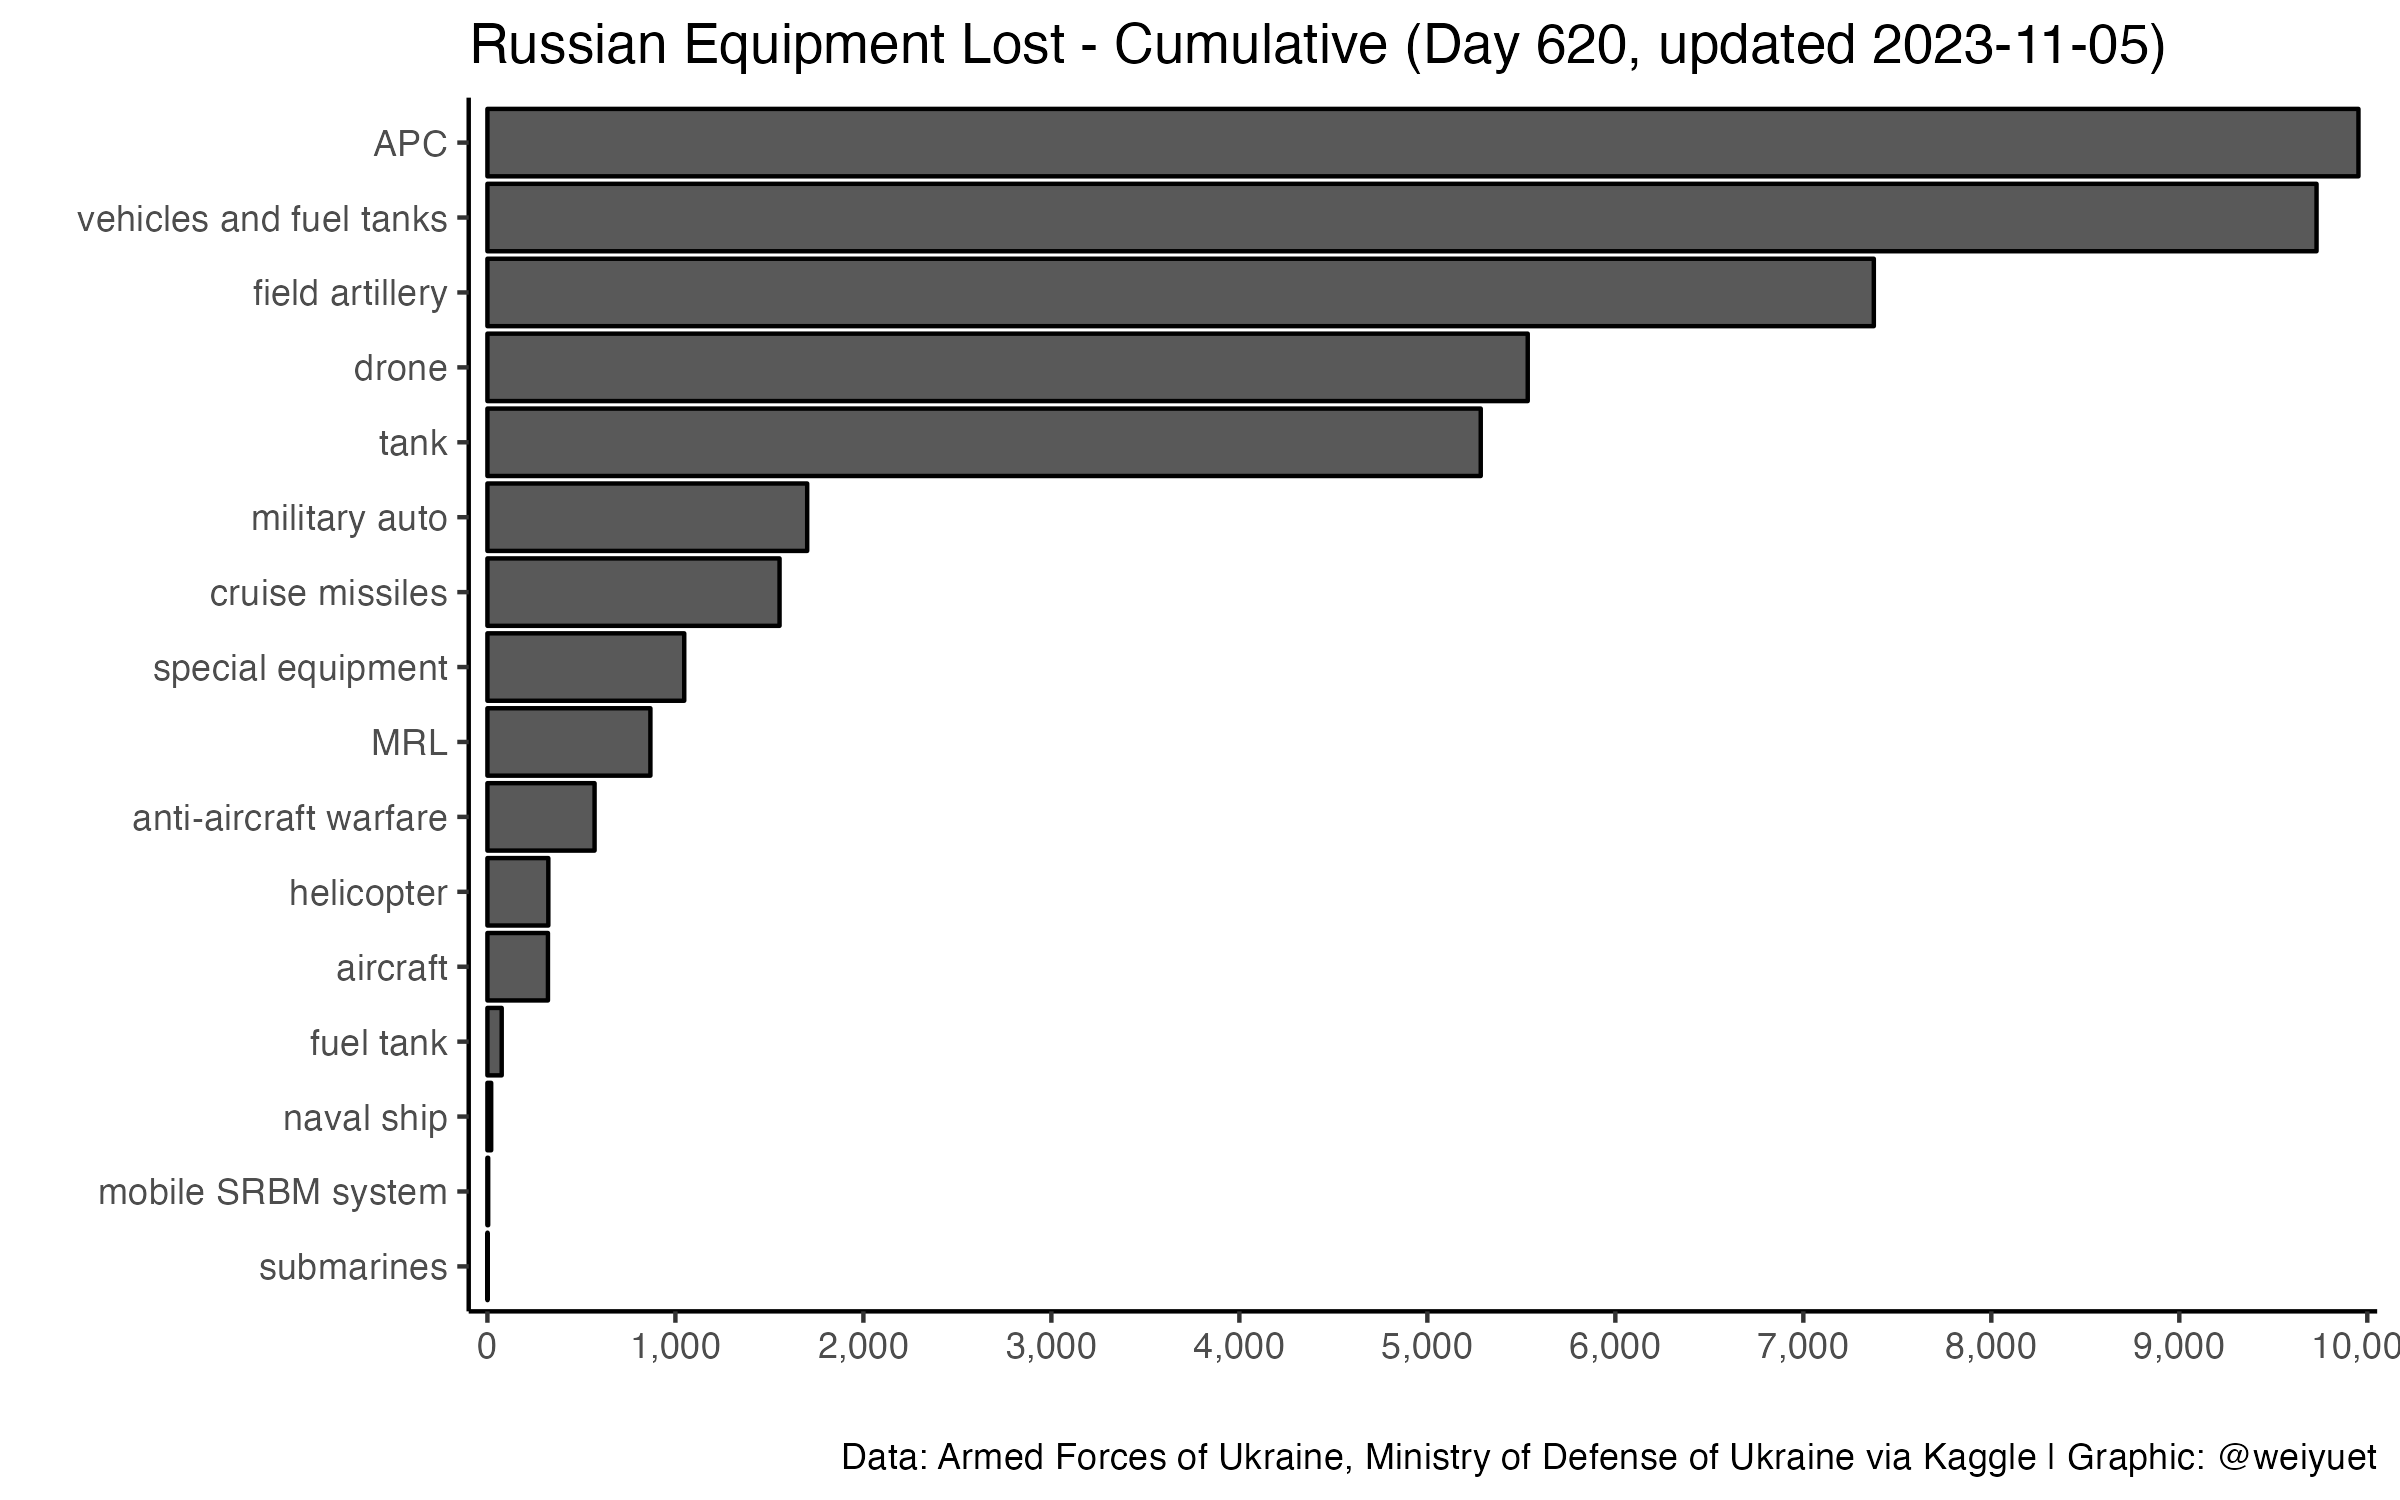 Russian Equipment Lost - Cumulative (Day 620, updated 2023-11-05)
APC
vehicles and fuel tanks
field artillery
drone
tank
military auto
cruise missiles
special equipment
MRL
anti-aircraft warfare
helicopter
aircraft
fuel tank
naval ship
mobile SRBM system
submarines
0 1,000 2,000 3,000 4,000 5,000 6,000 7,000 8,000 9,000 10,00
Data: Armed Forces of Ukraine, Ministry of Defense of Ukraine via Kaggle | Graphic: @weiyuet